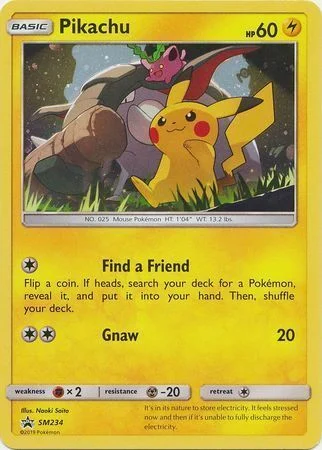 BASIC Pikachu HP60
NO. 025 Mouse Pokémon HT: 1'04" WT: 13.2 lbs.
Find a Friend
Flip a coin. If heads, search your deck for a Pokémon,
reveal it, and put it into your hand. Then, shuffle
your deck.
Gnaw 20
weakness ×2 resistance -20 retreat
Illus. Naoki Saito
SM234
©2019 Pokémon
It's in its nature to store electricity. It feels stressed
now and then if it's unable to fully discharge the
electricity.